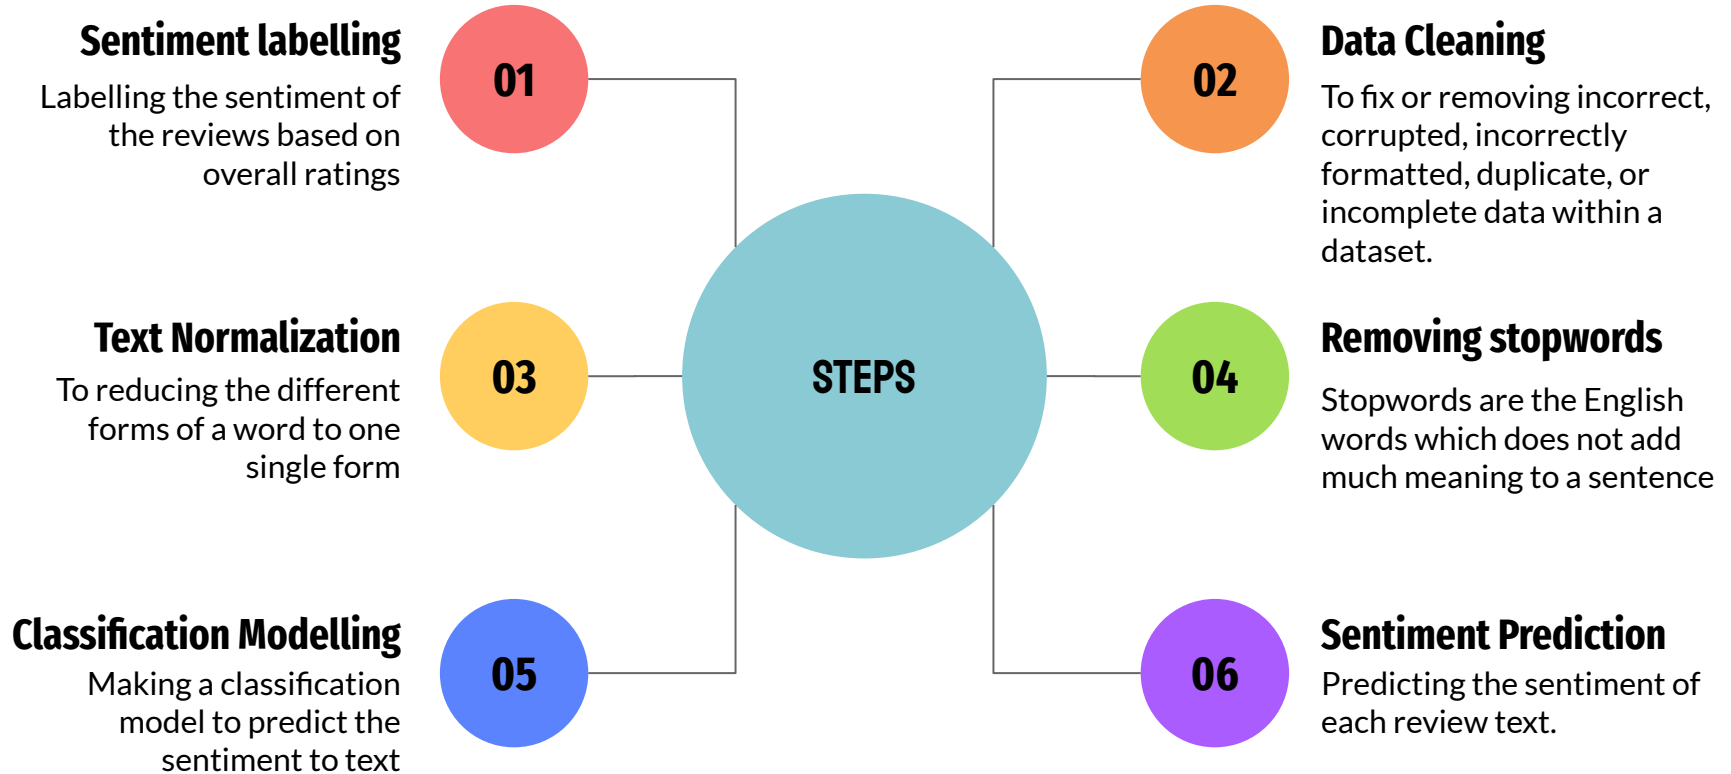 Sentiment labelling
Labelling the sentiment of
the reviews based on
overall ratings
01
02
Data Cleaning
To fix or removing incorrect,
corrupted, incorrectly
formatted, duplicate, or
incomplete data within a
dataset.
Text Normalization
To reducing the different
forms of a word to one
single form
03
STEPS
04
Removing stopwords
Stopwords are the English
words which does not add
much meaning to a sentence
Classification Modelling
Making a classification
model to predict the
sentiment to text
05
06
Sentiment Prediction
Predicting the sentiment of
each review text.